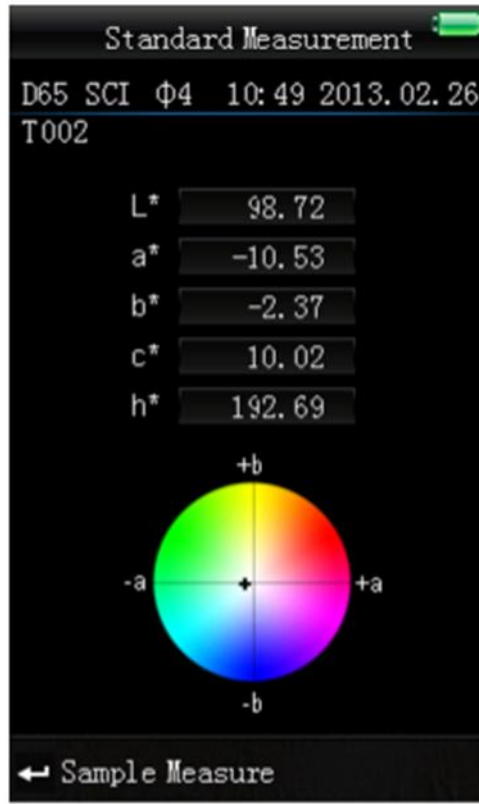 Standard Measurement
D65 SCI Φ4 10:49 2013.02.26
T002
L* 98.72
a* -10.53
b* -2.37
c* 10.02
h* 192.69
+b
-a +a
-b
Sample Measure